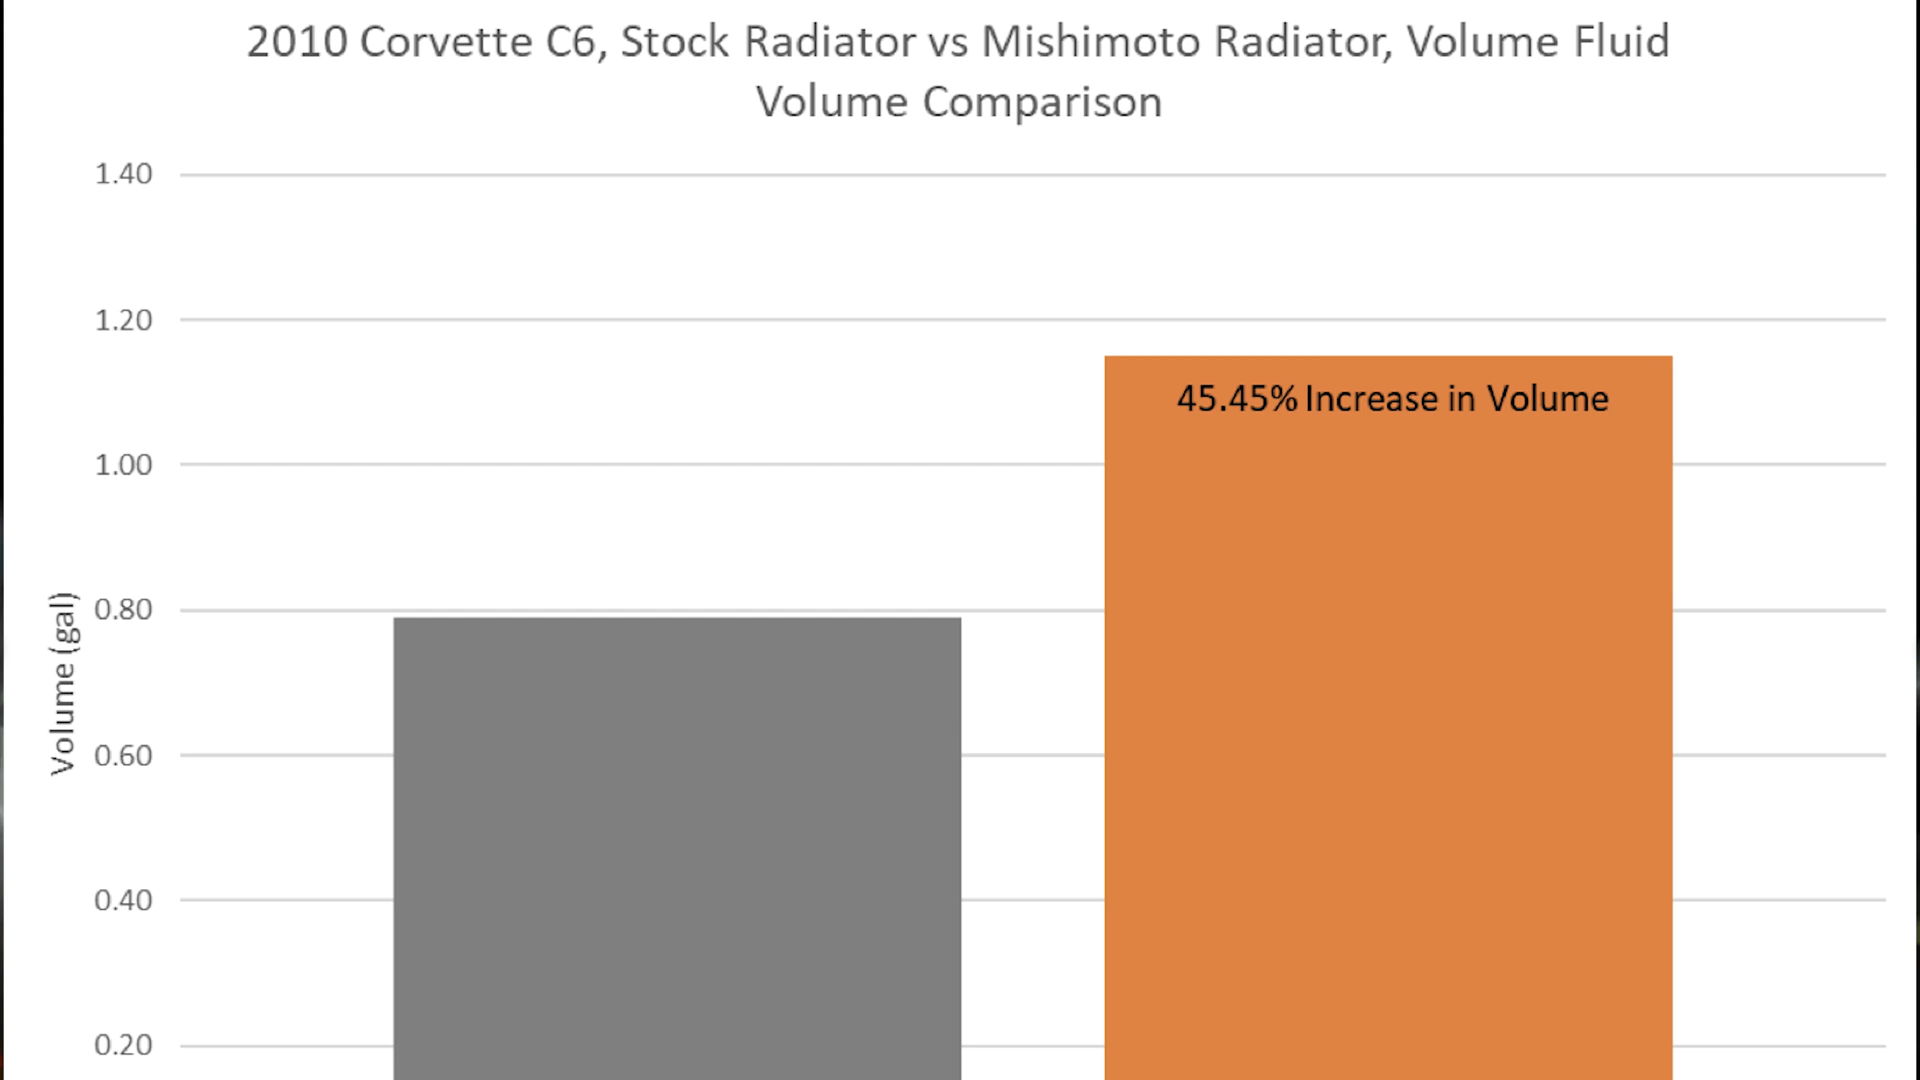 2010 Corvette C6, Stock Radiator vs Mishimoto Radiator, Volume Fluid
Volume Comparison
1.40
1.20
45.45% Increase in Volume
1.00
0.80
Volume (gal)
0.60
0.40
0.20